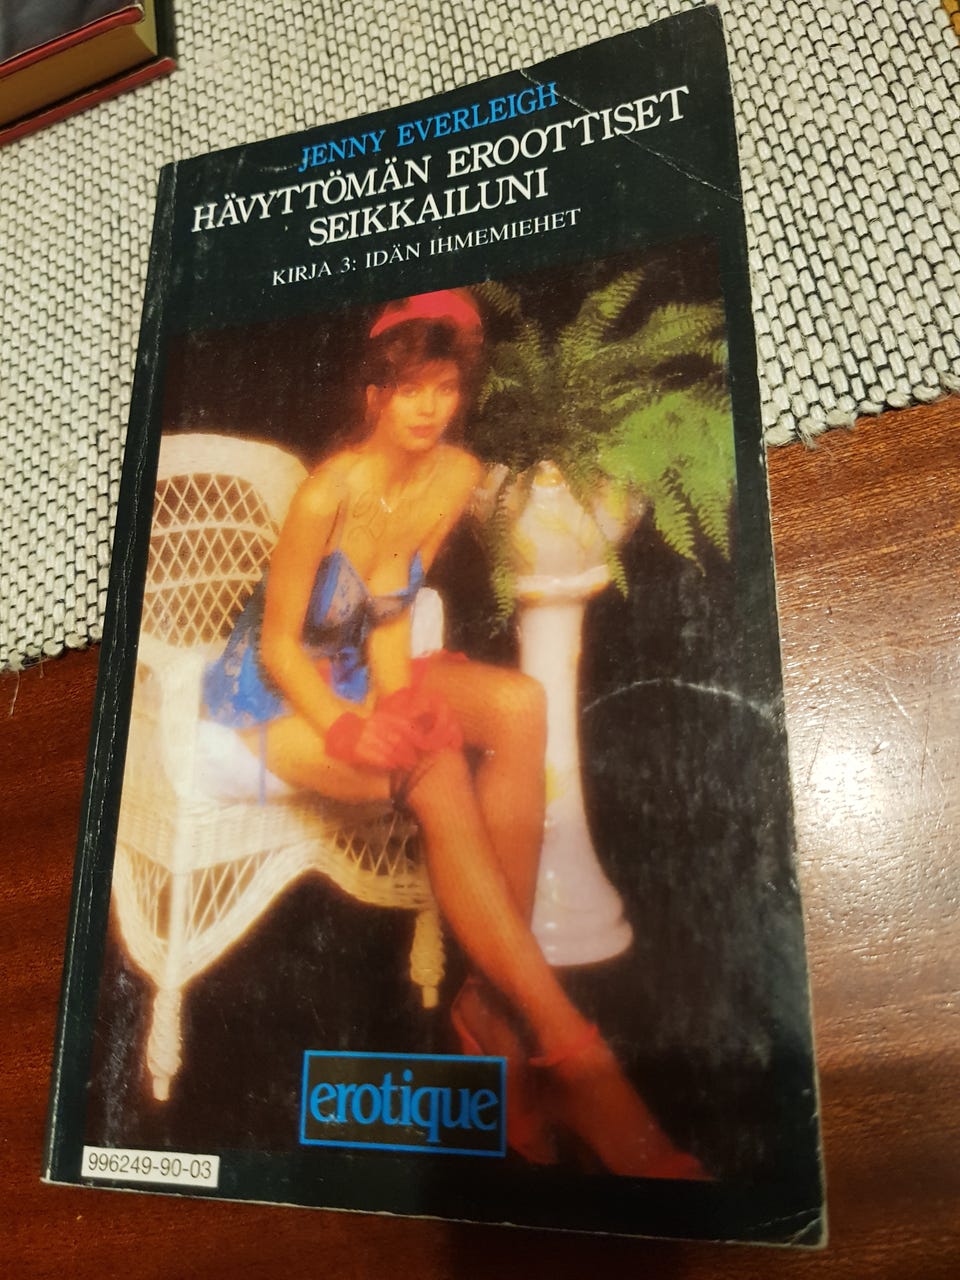 JENNY EVERLEIGH
HÄVYTTÖMÄN EROOTTISET
SEIKKAILUNI
KIRJA 3: IDÄN IHMEMIEHET
erotique
996249-90-03